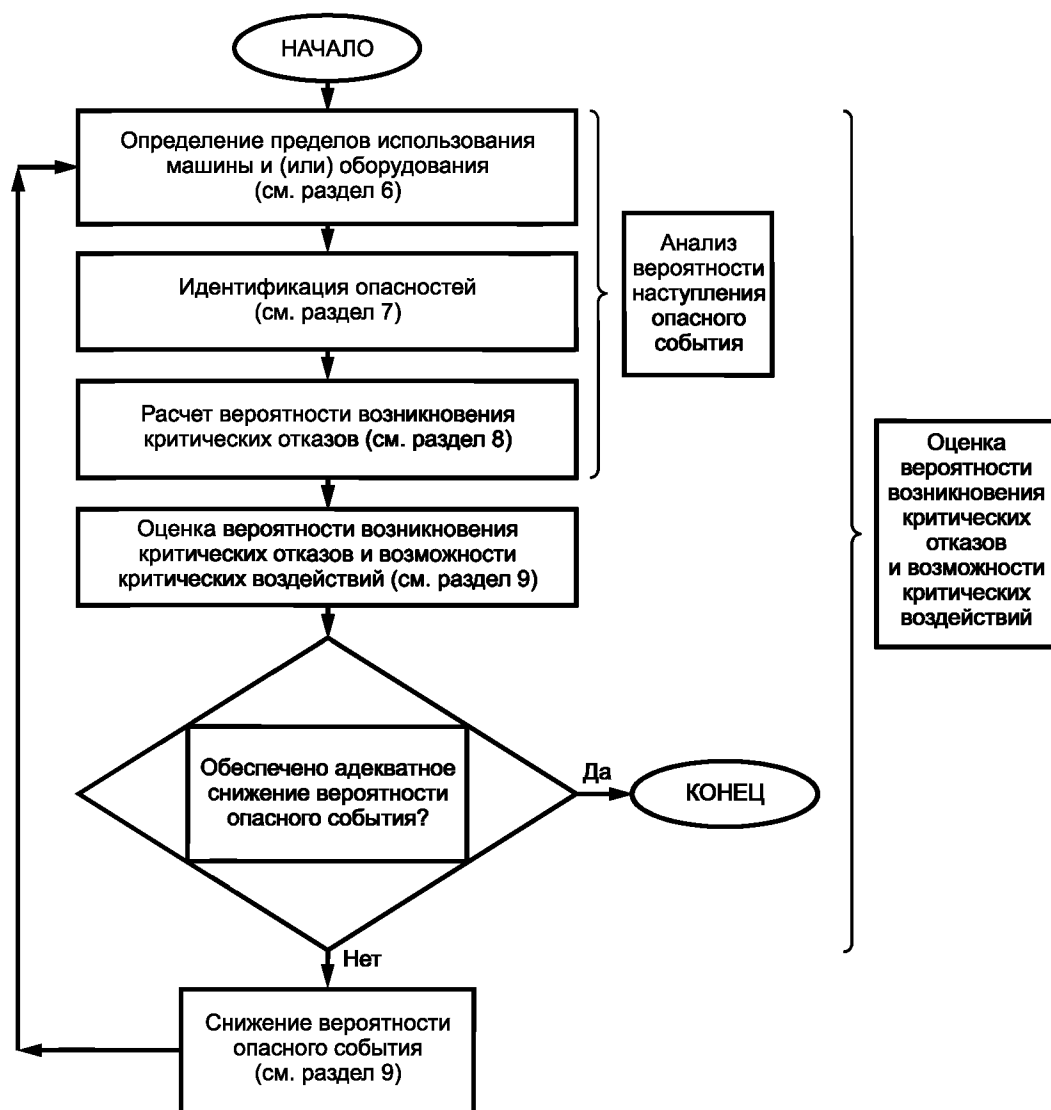 НАЧАЛО
Определение пределов использования
машины и (или) оборудования
(см. раздел 6)
Идентификация опасностей
(см. раздел 7)
Расчет вероятности возникновения
критических отказов (см. раздел 8)
Анализ
вероятности
наступления
опасного
события
Оценка вероятности возникновения
критических отказов и возможности
критических воздействий (см. раздел 9)
Оценка
вероятности
возникновения
критических
отказов
и возможности
критических
воздействий
Обеспечено адекватное
снижение вероятности
опасного события?
Да
КОНЕЦ
Нет
Снижение вероятности
опасного события
(см. раздел 9)